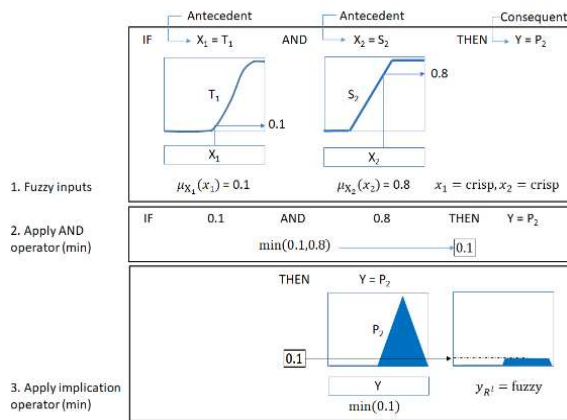 Antecedent Antecedent Consequent
IF X₁ = T₁ AND X₂ = S₂ THEN Y = P₂
T₁ 0.1 S₂ 0.8
X₁ X₂
1. Fuzzy inputs μ_X₁(x₁) = 0.1 μ_X₂(x₂) = 0.8 x₁ = crisp, x₂ = crisp
2. Apply AND operator (min)
IF 0.1 AND 0.8 THEN Y = P₂
min(0.1,0.8) 0.1
THEN Y = P₂
P₂
0.1
Y
3. Apply implication operator (min)
min(0.1)
y_Rˡ = fuzzy